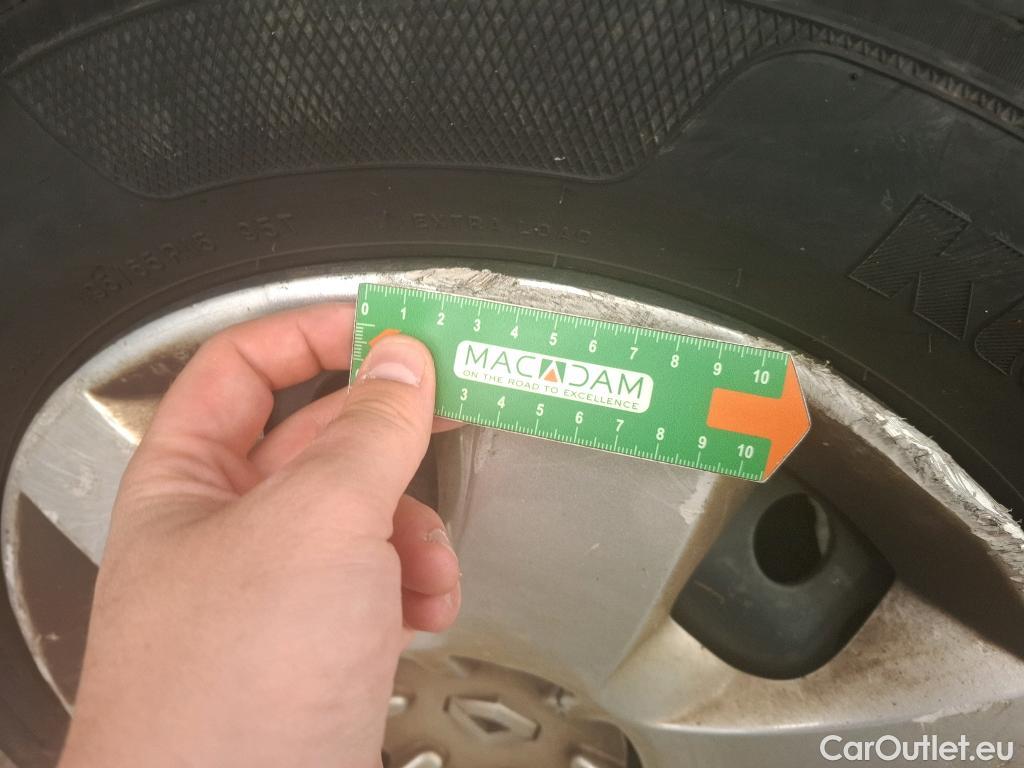 95T
EXTRA LOAD
0 1 2 3 4 5 6 7 8 9 10
MACADAM
ON THE ROAD TO EXCELLENCE
3 4 5 6 7 8 9 10
CarOutlet.eu